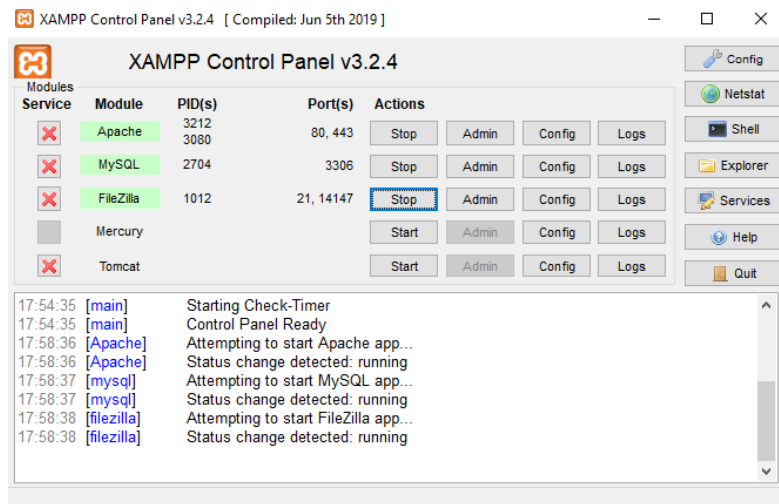 XAMPP Control Panel v3.2.4 [ Compiled: Jun 5th 2019 ]
XAMPP Control Panel v3.2.4
Config
Modules
Service Module PID(s) Port(s) Actions
Netstat
Apache 3212 3080 80, 443 Stop Admin Config Logs
Shell
MySQL 2704 3306 Stop Admin Config Logs
Explorer
FileZilla 1012 21, 14147 Stop Admin Config Logs
Services
Mercury Start Admin Config Logs
Help
Tomcat Start Admin Config Logs
Quit
17:54:35 [main] Starting Check-Timer
17:54:35 [main] Control Panel Ready
17:58:36 [Apache] Attempting to start Apache app...
17:58:36 [Apache] Status change detected: running
17:58:37 [mysql] Attempting to start MySQL app...
17:58:37 [mysql] Status change detected: running
17:58:38 [filezilla] Attempting to start FileZilla app...
17:58:38 [filezilla] Status change detected: running